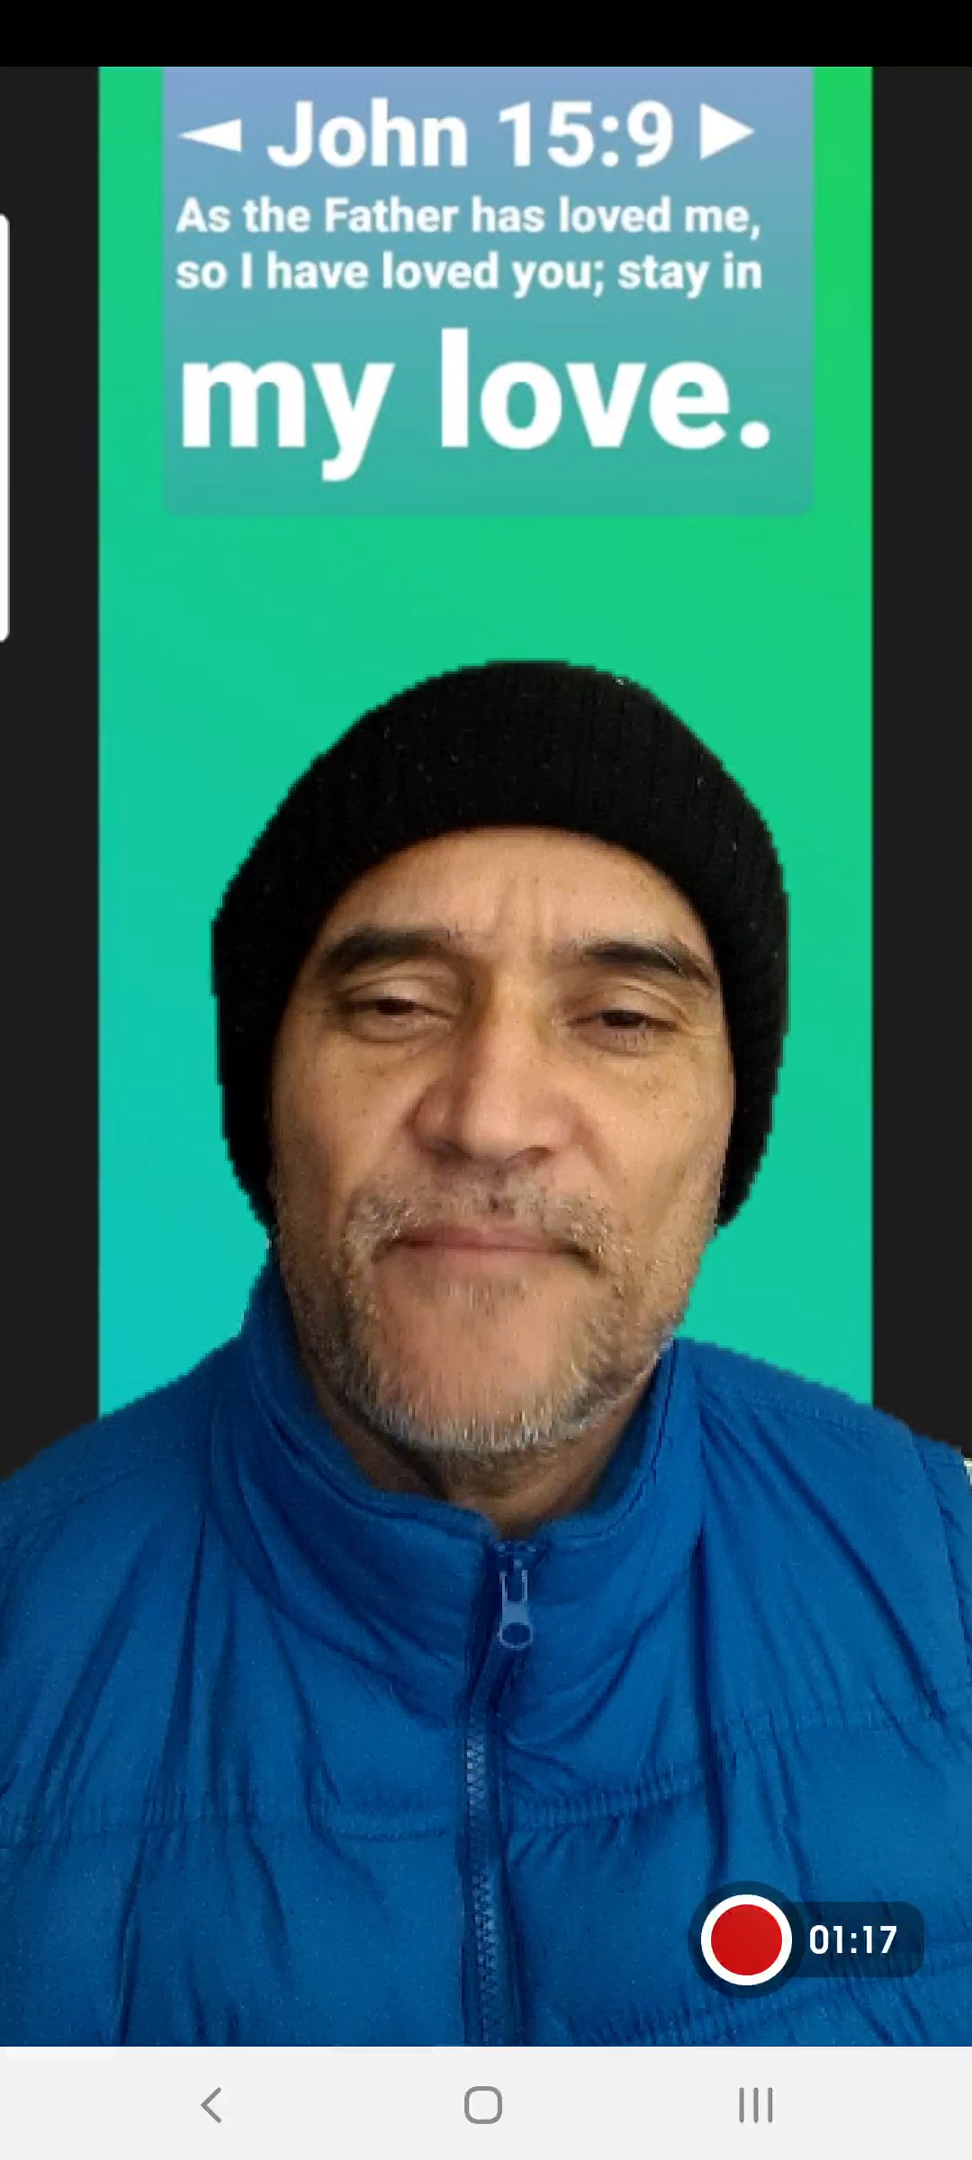 John 15:9
As the Father has loved me,
so I have loved you; stay in
my love.
01:17